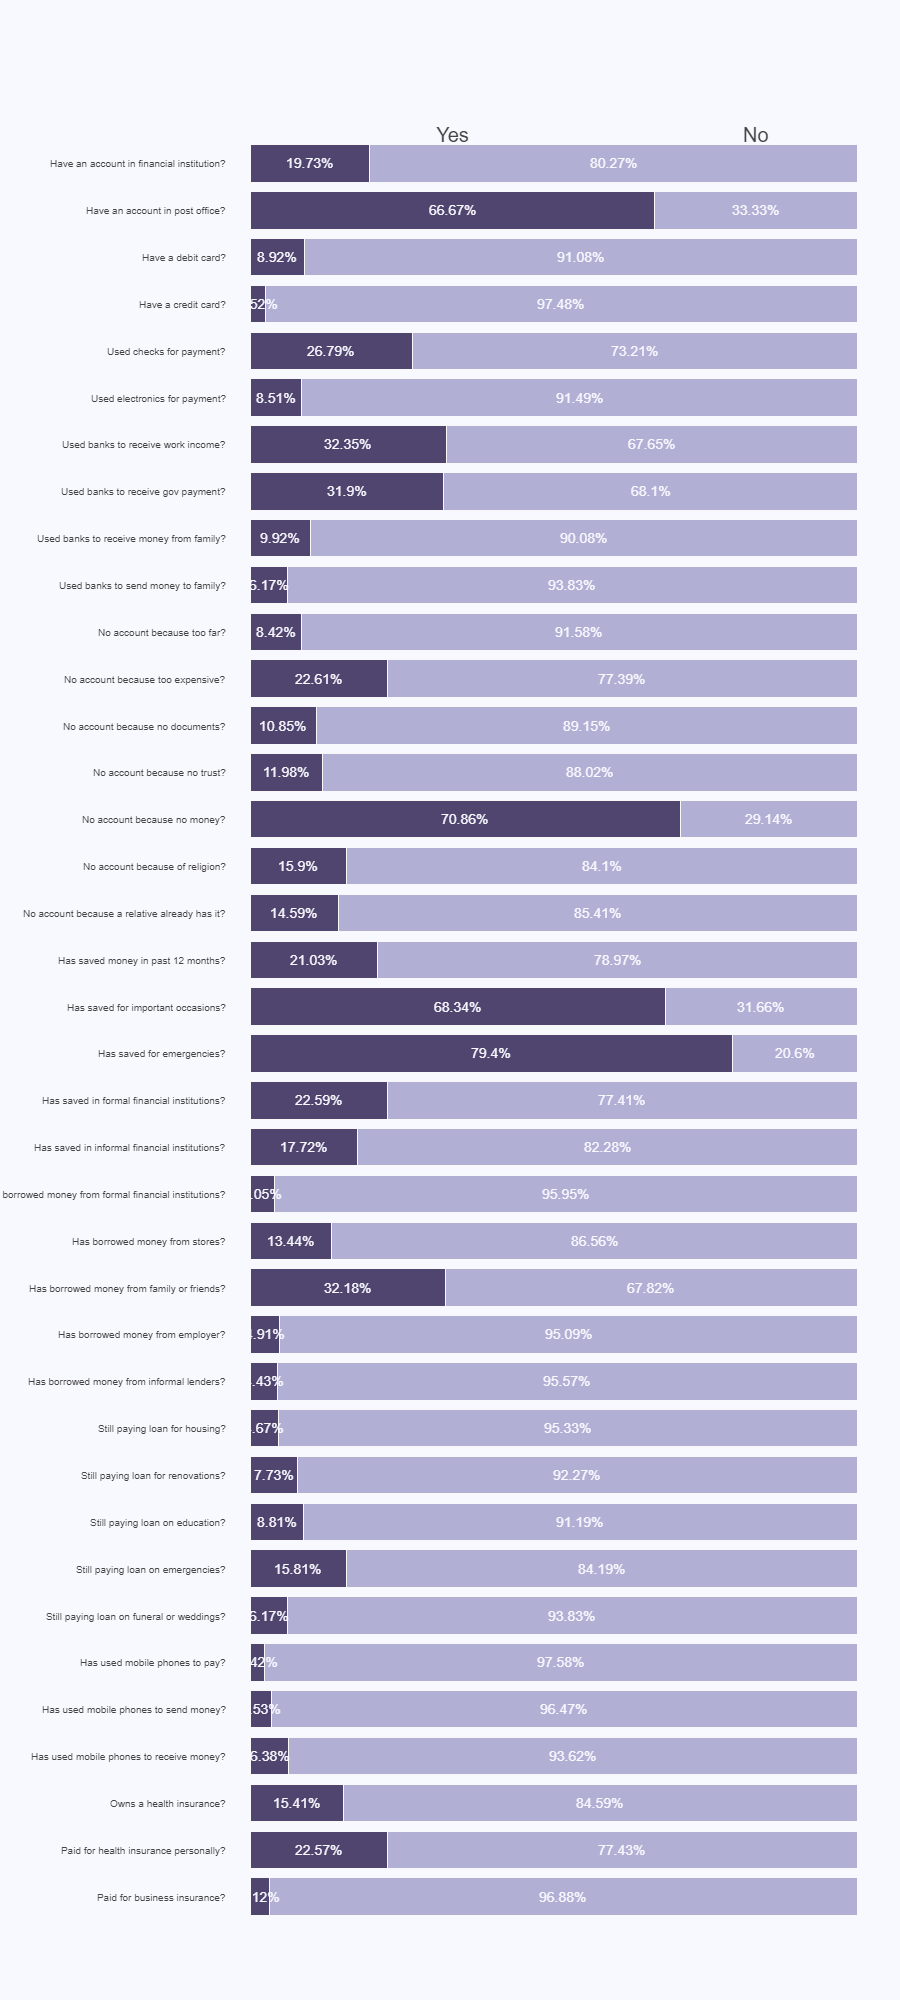 Yes No
Have an account in financial institution? 19.73% 80.27%
Have an account in post office? 66.67% 33.33%
Have a debit card? 8.92% 91.08%
Have a credit card? 52% 97.48%
Used checks for payment? 26.79% 73.21%
Used electronics for payment? 8.51% 91.49%
Used banks to receive work income? 32.35% 67.65%
Used banks to receive gov payment? 31.9% 68.1%
Used banks to receive money from family? 9.92% 90.08%
Used banks to send money to family? 6.17% 93.83%
No account because too far? 8.42% 91.58%
No account because too expensive? 22.61% 77.39%
No account because no documents? 10.85% 89.15%
No account because no trust? 11.98% 88.02%
No account because no money? 70.86% 29.14%
No account because of religion? 15.9% 84.1%
No account because a relative already has it? 14.59% 85.41%
Has saved money in past 12 months? 21.03% 78.97%
Has saved for important occasions? 68.34% 31.66%
Has saved for emergencies? 79.4% 20.6%
Has saved in formal financial institutions? 22.59% 77.41%
Has saved in informal financial institutions? 17.72% 82.28%
borrowed money from formal financial institutions? .05% 95.95%
Has borrowed money from stores? 13.44% 86.56%
Has borrowed money from family or friends? 32.18% 67.82%
Has borrowed money from employer? .91% 95.09%
Has borrowed money from informal lenders? .43% 95.57%
Still paying loan for housing? .67% 95.33%
Still paying loan for renovations? 7.73% 92.27%
Still paying loan on education? 8.81% 91.19%
Still paying loan on emergencies? 15.81% 84.19%
Still paying loan on funeral or weddings? 6.17% 93.83%
Has used mobile phones to pay? 42% 97.58%
Has used mobile phones to send money? .53% 96.47%
Has used mobile phones to receive money? 6.38% 93.62%
Owns a health insurance? 15.41% 84.59%
Paid for health insurance personally? 22.57% 77.43%
Paid for business insurance? 12% 96.88%